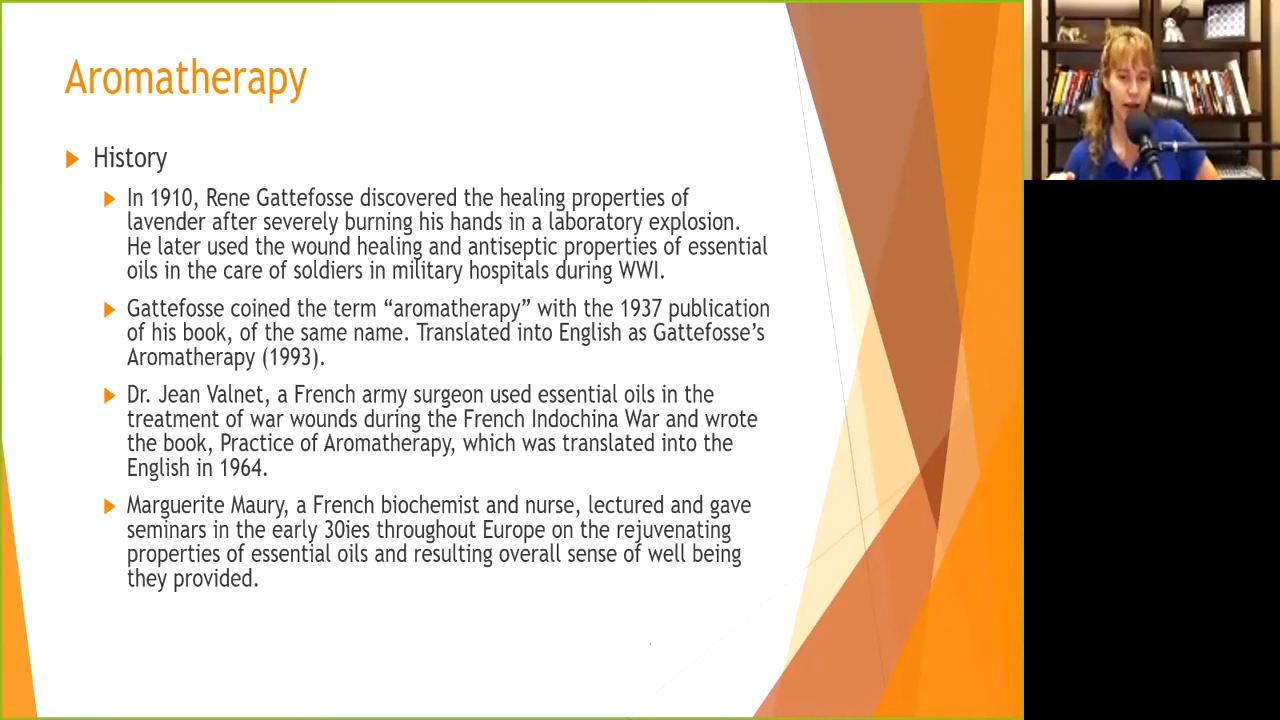 Aromatherapy
History
In 1910, Rene Gattefosse discovered the healing properties of
lavender after severely burning his hands in a laboratory explosion.
He later used the wound healing and antiseptic properties of essential
oils in the care of soldiers in military hospitals during WWI.
Gattefosse coined the term “aromatherapy” with the 1937 publication
of his book, of the same name. Translated into English as Gattefosse’s
Aromatherapy (1993).
Dr. Jean Valnet, a French army surgeon used essential oils in the
treatment of war wounds during the French Indochina War and wrote
the book, Practice of Aromatherapy, which was translated into the
English in 1964.
Marguerite Maury, a French biochemist and nurse, lectured and gave
seminars in the early 30ies throughout Europe on the rejuvenating
properties of essential oils and resulting overall sense of well being
they provided.